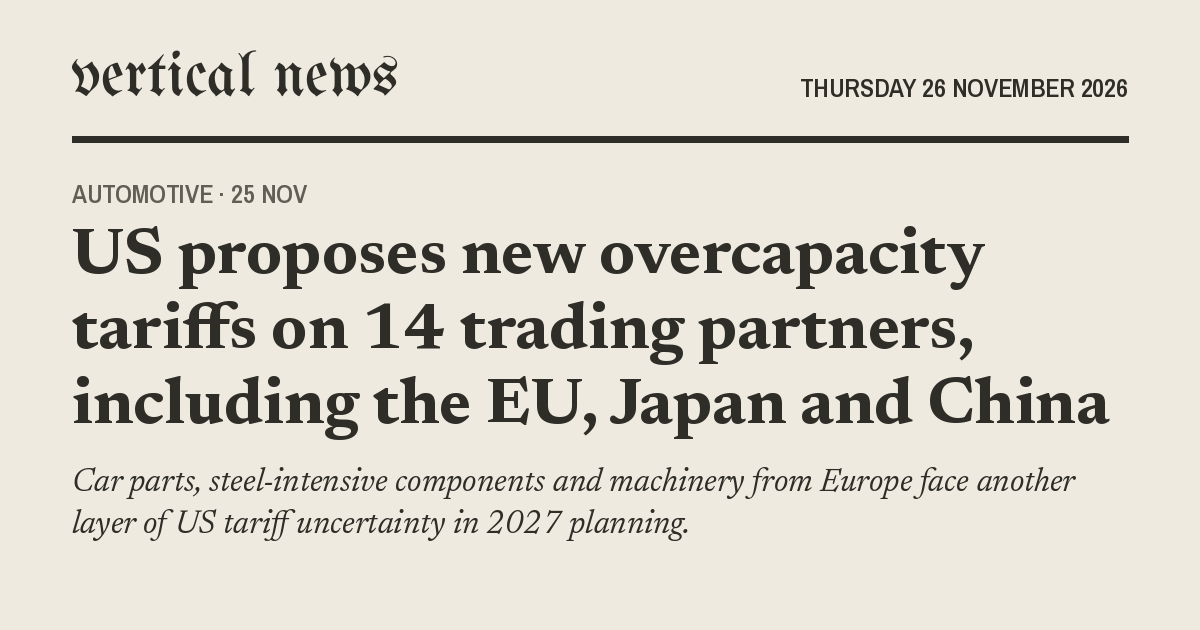 vertical news
THURSDAY 26 NOVEMBER 2026
AUTOMOTIVE · 25 NOV
US proposes new overcapacity
tariffs on 14 trading partners,
including the EU, Japan and China
Car parts, steel-intensive components and machinery from Europe face another
layer of US tariff uncertainty in 2027 planning.